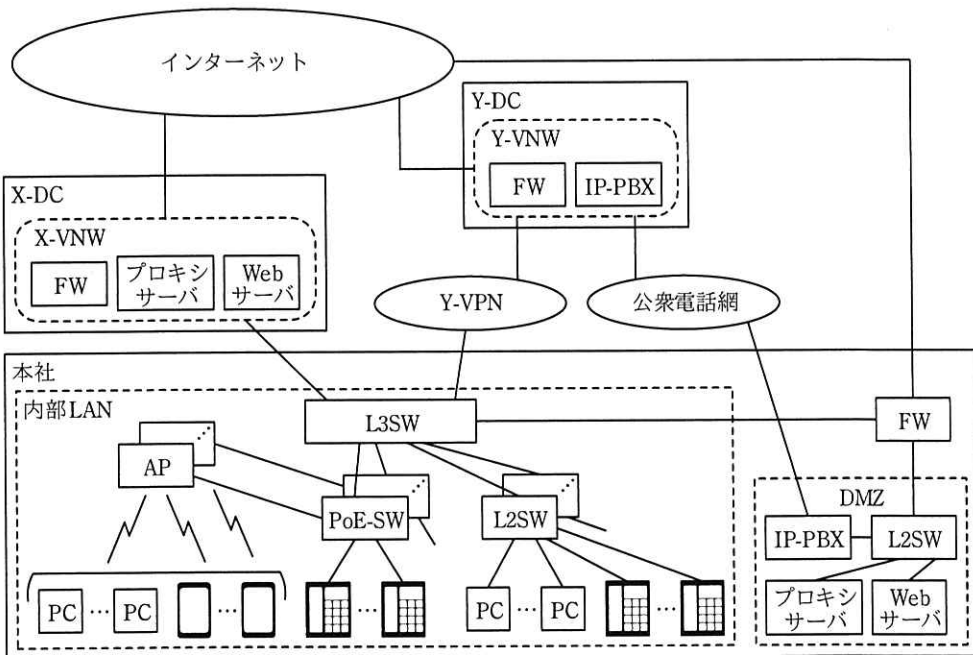 インターネット
Y-DC
Y-VNW
FW
IP-PBX
X-DC
X-VNW
FW
プロキシ
サーバ
Web
サーバ
Y-VPN
公衆電話網
本社
内部LAN
L3SW
FW
AP
PoE-SW
L2SW
DMZ
IP-PBX
L2SW
PC
…
PC
…
…
PC
…
PC
…
プロキシ
サーバ
Web
サーバ